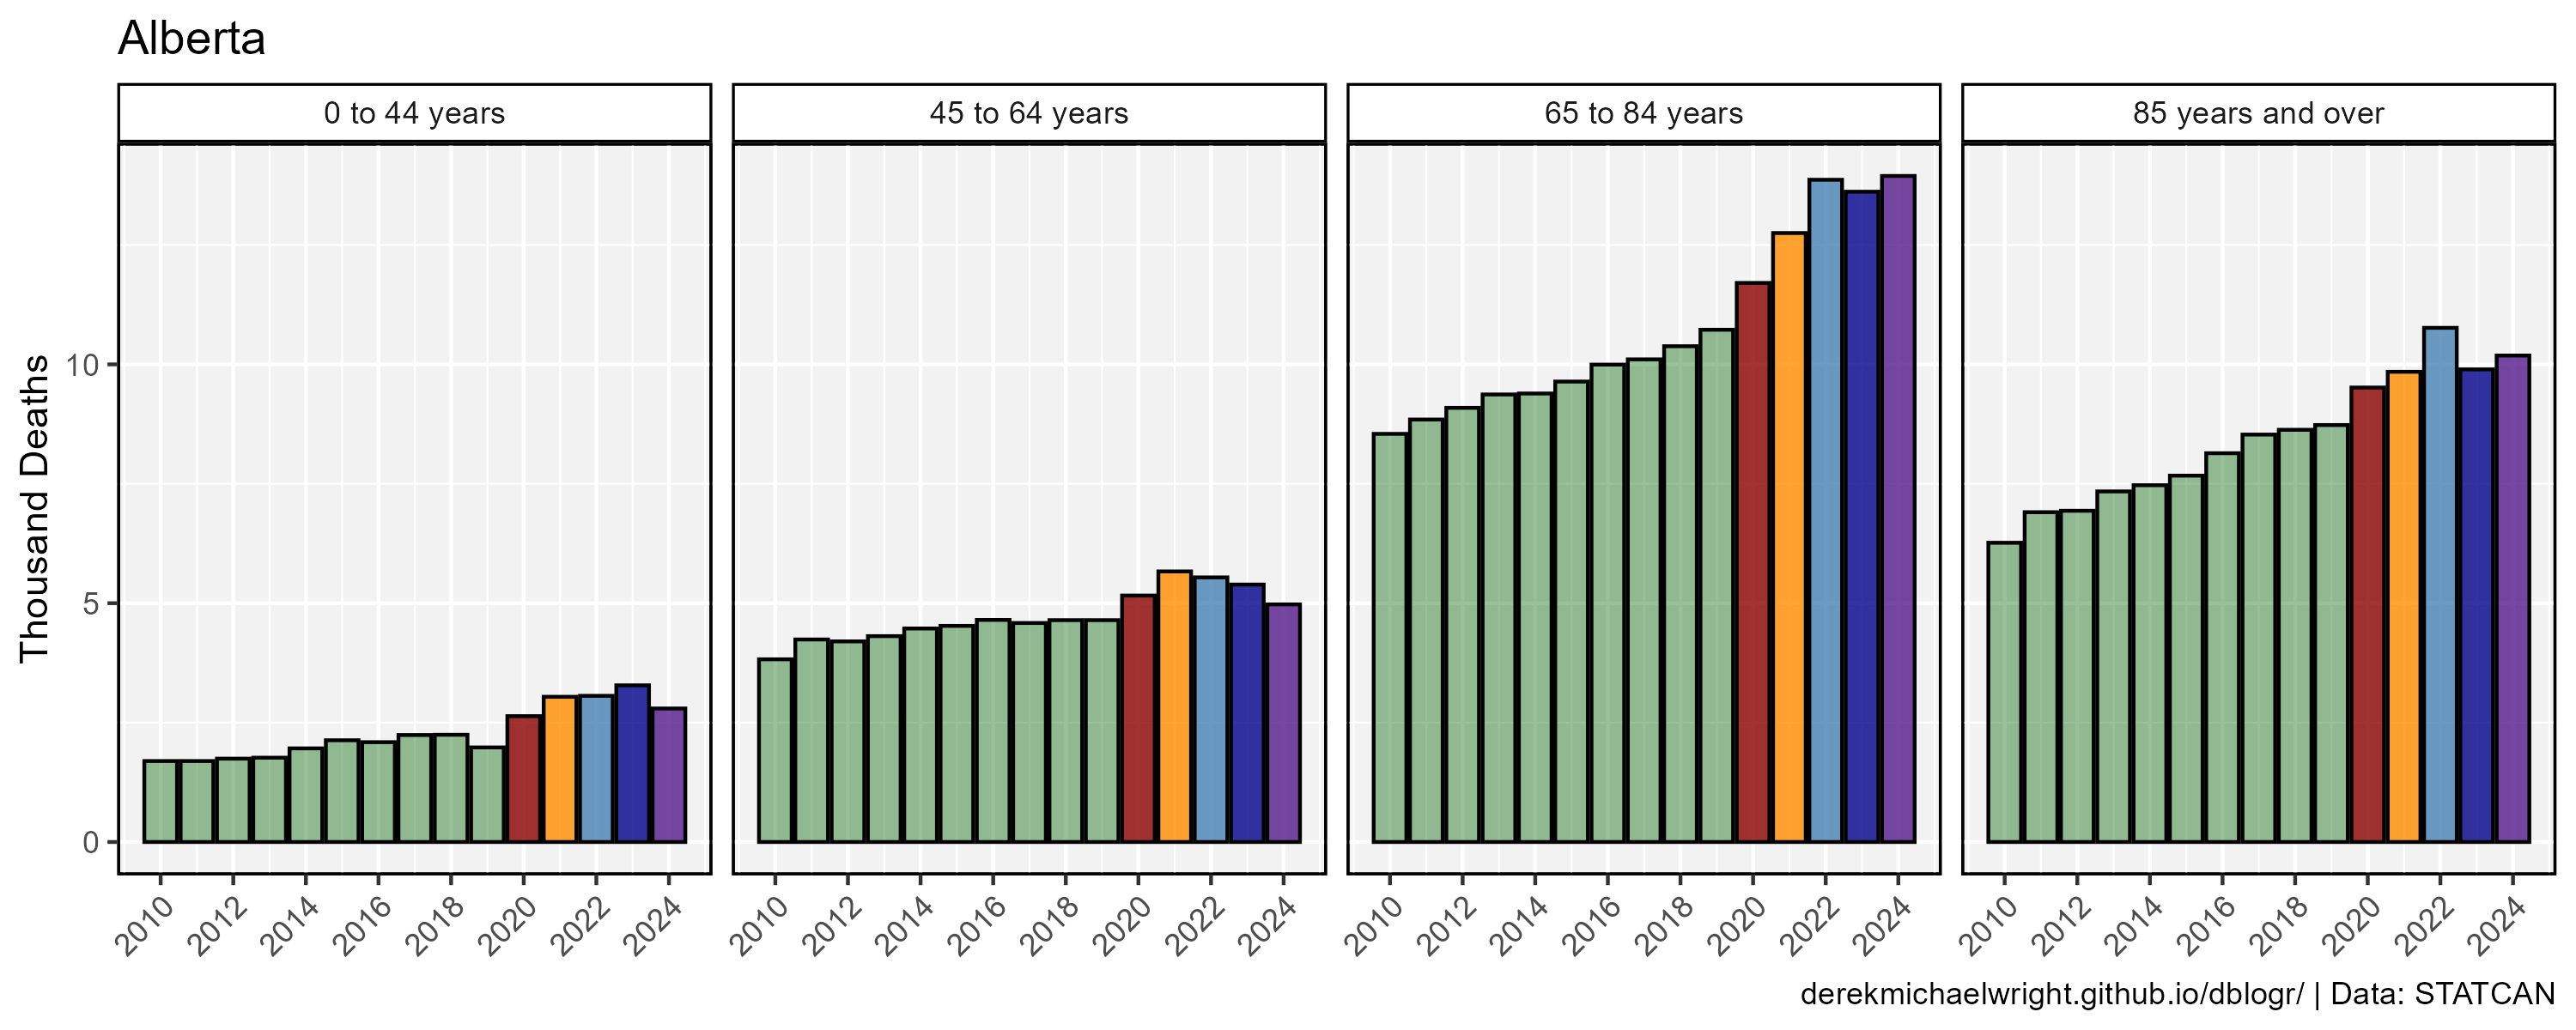 Alberta
0 to 44 years
45 to 64 years
65 to 84 years
85 years and over
Thousand Deaths
10
5
0
2010 2012 2014 2016 2018 2020 2022 2024
2010 2012 2014 2016 2018 2020 2022 2024
2010 2012 2014 2016 2018 2020 2022 2024
2010 2012 2014 2016 2018 2020 2022 2024
derekmichaelwright.github.io/dblogr/ | Data: STATCAN